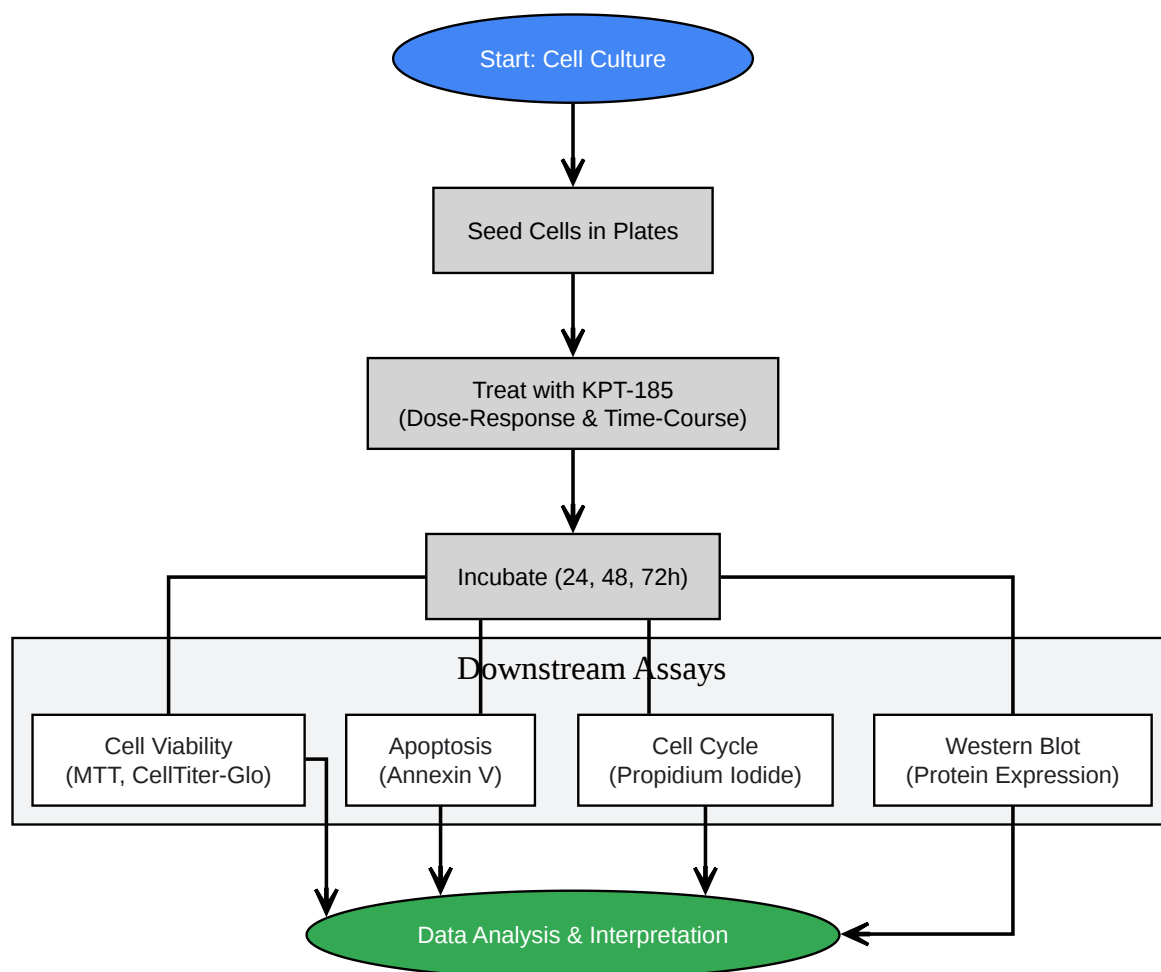 Start: Cell Culture
Seed Cells in Plates
Treat with KPT-185
(Dose-Response & Time-Course)
Incubate (24, 48, 72h)
Downstream Assays
Cell Viability
(MTT, CellTiter-Glo)
Apoptosis
(Annexin V)
Cell Cycle
(Propidium Iodide)
Western Blot
(Protein Expression)
Data Analysis & Interpretation